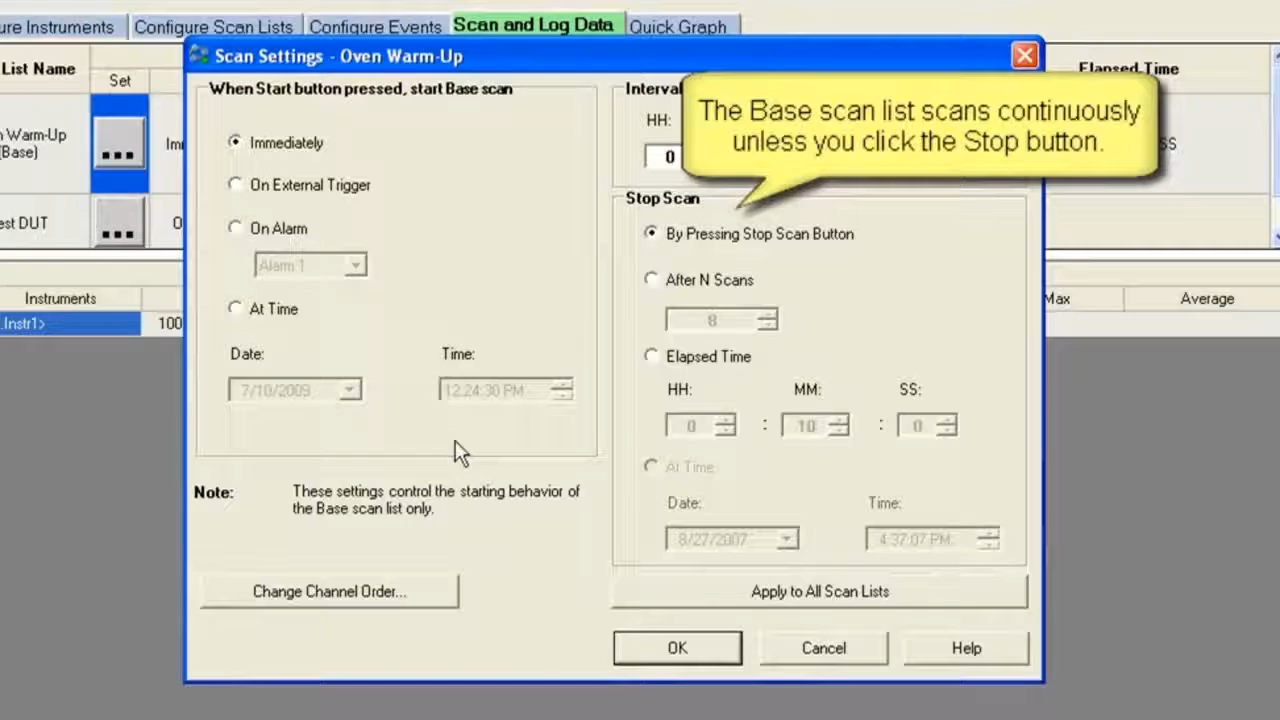 ure Instruments
Configure Scan Lists
Configure Events
Scan and Log Data
Quick Graph
Scan Settings - Oven Warm-Up
List Name
Set
Elapsed Time
n Warm-Up
(Base)
Imr
SS
est DUT
O
Instruments
Max
Average
.Instr1>
100
When Start button pressed, start Base scan
Immediately
On External Trigger
On Alarm
Alarm 1
At Time
Date:
Time:
7/10/2009
12:24:30 PM
Note:
These settings control the starting behavior of
the Base scan list only.
Change Channel Order...
Interval
HH:
0
The Base scan list scans continuously
unless you click the Stop button.
Stop Scan
By Pressing Stop Scan Button
After N Scans
8
Elapsed Time
HH:
MM:
SS:
0 : 10 : 0
At Time
Date:
Time:
8/27/2007
4:37:07 PM
Apply to All Scan Lists
OK
Cancel
Help